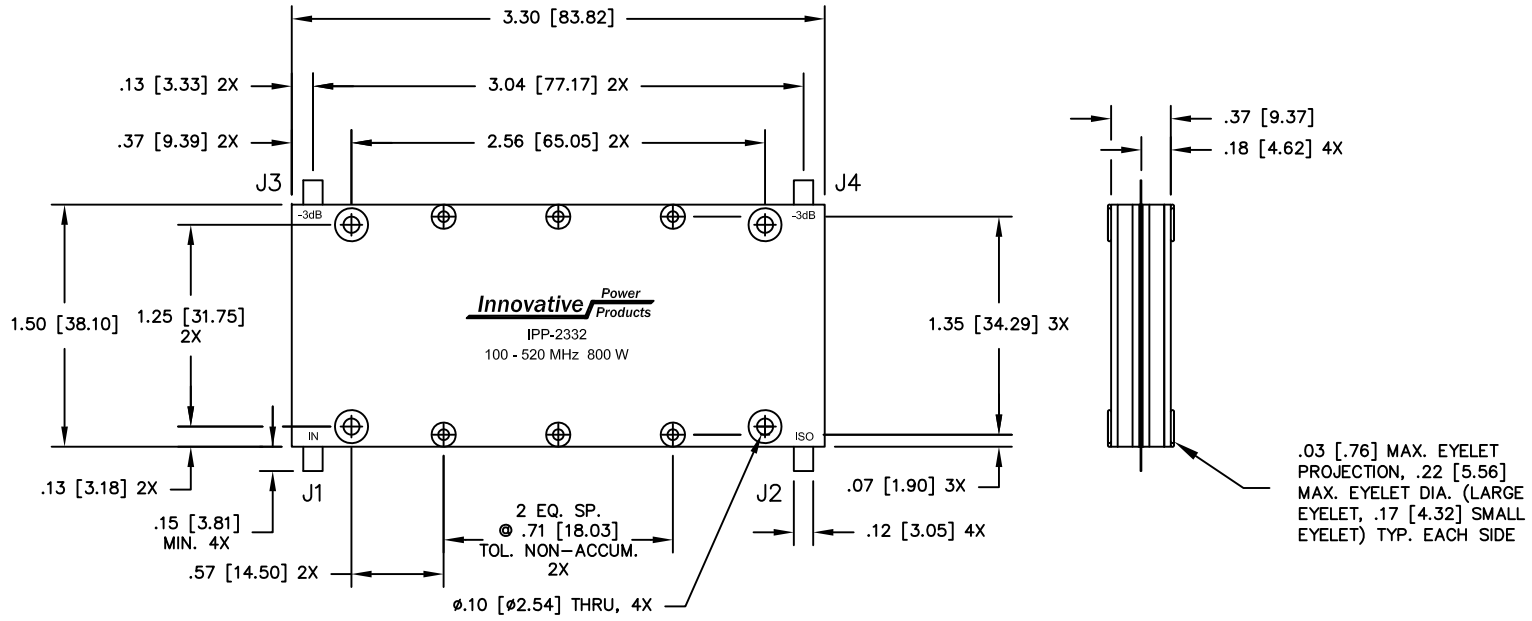 3.30 [83.82]
.13 [3.33] 2X
3.04 [77.17] 2X
.37 [9.39] 2X
2.56 [65.05] 2X
.37 [9.37]
.18 [4.62] 4X
J3
J4
-3dB
-3dB
1.50 [38.10]
1.25 [31.75]
2X
Innovative Power
Products
IPP-2332
100 - 520 MHz 800 W
1.35 [34.29] 3X
IN
ISO
J1
J2
.13 [3.18] 2X
.15 [3.81]
MIN. 4X
.57 [14.50] 2X
2 EQ. SP.
@ .71 [18.03]
TOL. NON-ACCUM.
2X
.07 [1.90] 3X
.12 [3.05] 4X
ø.10 [ø2.54] THRU, 4X
.03 [.76] MAX. EYELET
PROJECTION, .22 [5.56]
MAX. EYELET DIA. (LARGE
EYELET, .17 [4.32] SMALL
EYELET) TYP. EACH SIDE